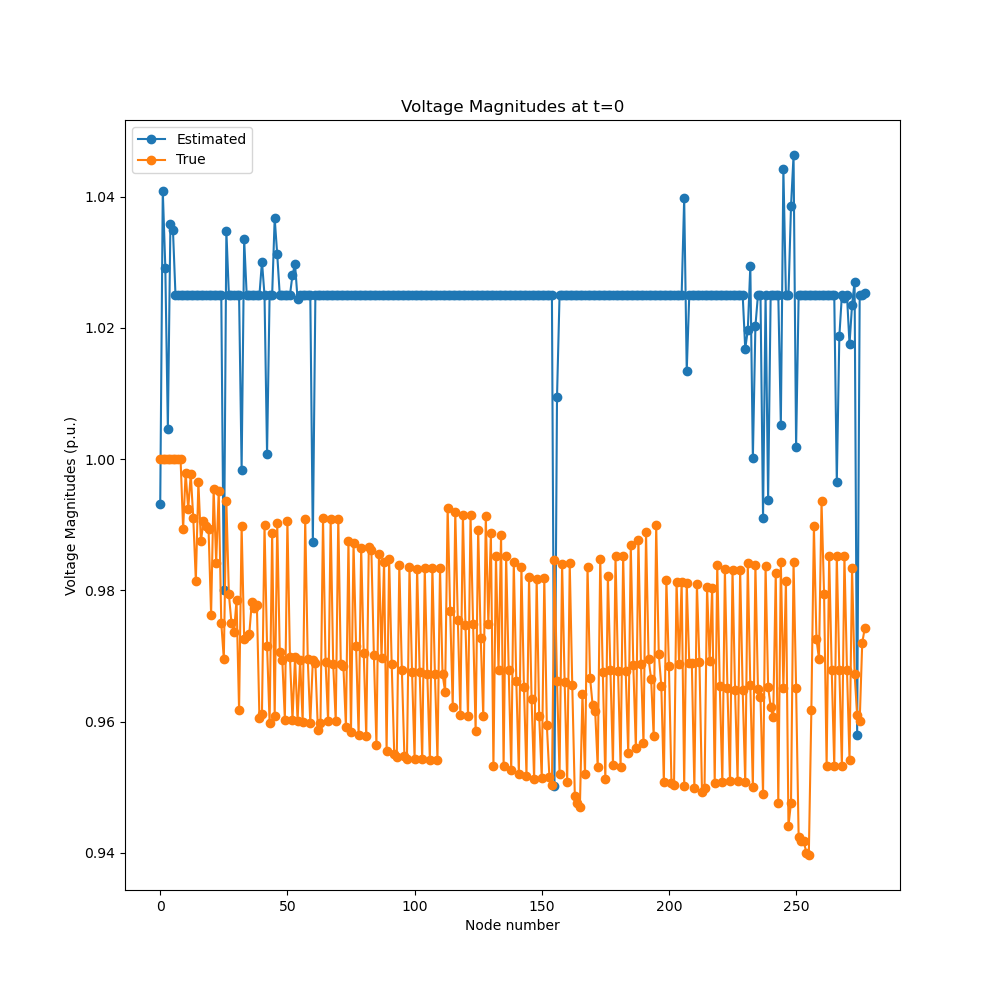 Voltage Magnitudes at t=0
Estimated
True
Voltage Magnitudes (p.u.)
1.04
1.02
1.00
0.98
0.96
0.94
0
50
100
150
200
250
Node number